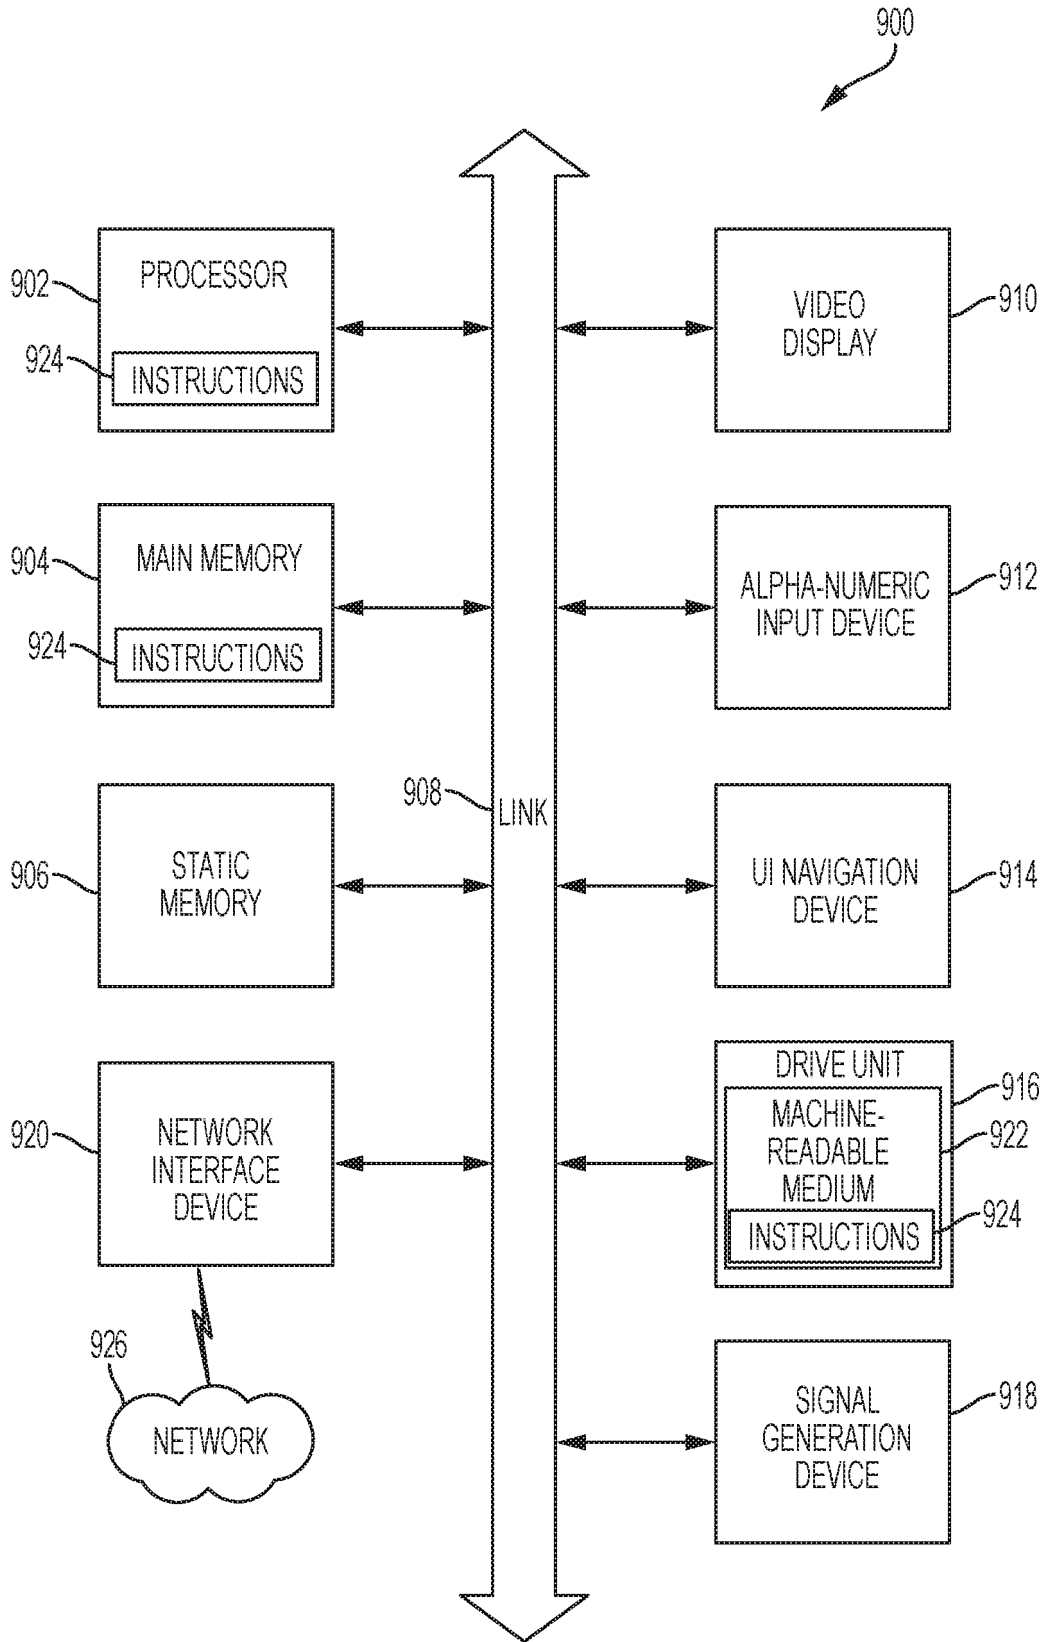 900
902
PROCESSOR
924
INSTRUCTIONS
904
MAIN MEMORY
924
INSTRUCTIONS
906
STATIC
MEMORY
920
NETWORK
INTERFACE
DEVICE
926
NETWORK
908
LINK
VIDEO
DISPLAY
910
ALPHA-NUMERIC
INPUT DEVICE
912
UI NAVIGATION
DEVICE
914
DRIVE UNIT
916
MACHINE-
READABLE
MEDIUM
922
INSTRUCTIONS
924
SIGNAL
GENERATION
DEVICE
918